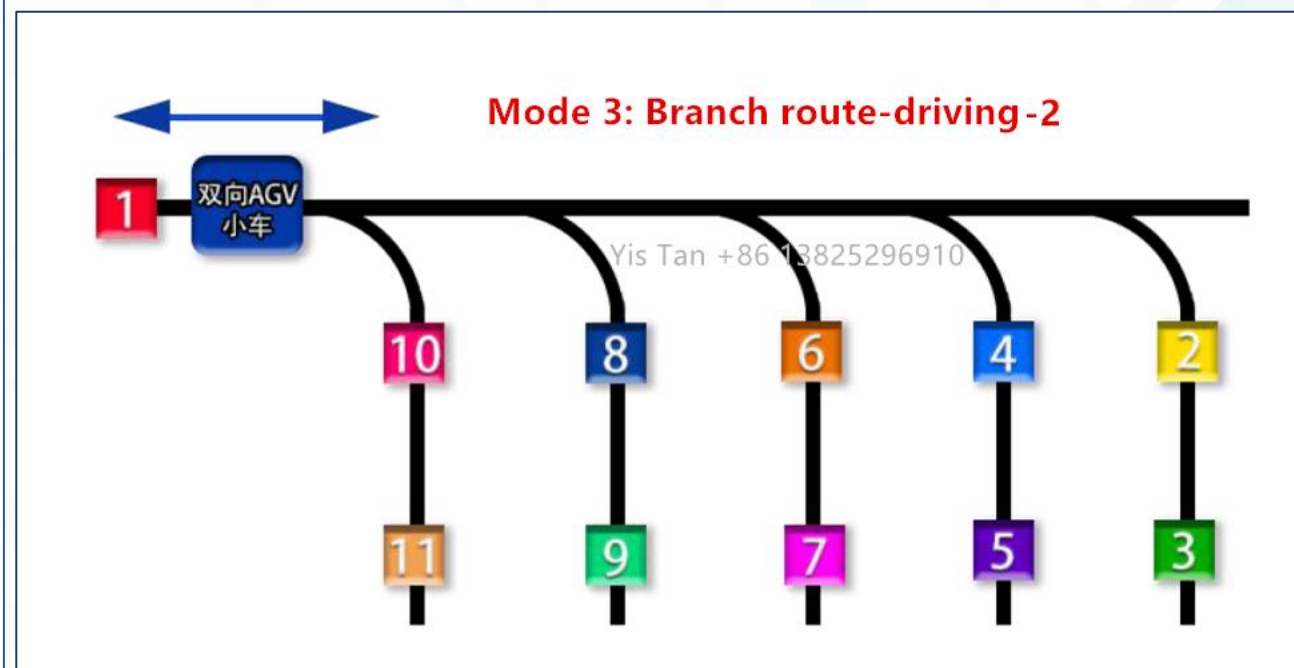 Mode 3: Branch route-driving-2
1
双向AGV
小车
Yis Tan +86 13825296910
10
8
6
4
2
11
9
7
5
3